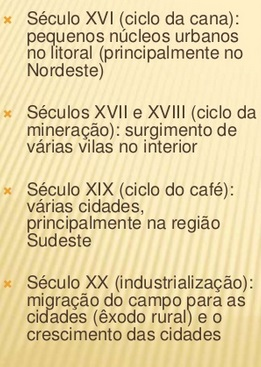 Século XVI (ciclo da cana):
pequenos núcleos urbanos
no litoral (principalmente no
Nordeste)
Séculos XVII e XVIII (ciclo da
mineração): surgimento de
várias vilas no interior
Século XIX (ciclo do café):
várias cidades,
principalmente na região
Sudeste
Século XX (industrialização):
migração do campo para as
cidades (êxodo rural) e o
crescimento das cidades